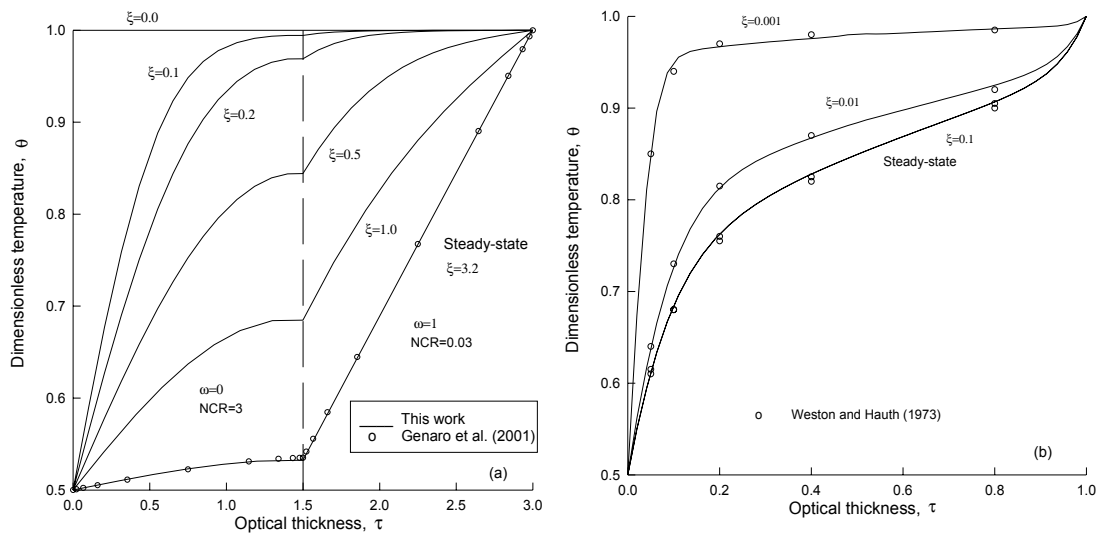 1.0
0.9
0.8
0.7
0.6
0.5
Dimensionless temperature, θ
ξ=0.0
ξ=0.1
ξ=0.2
ξ=0.5
ξ=1.0
Steady-state
ξ=3.2
ω=1
NCR=0.03
ω=0
NCR=3
This work
Genaro et al. (2001)
(a)
0.0 0.5 1.0 1.5 2.0 2.5 3.0
Optical thickness, τ
1.0
0.9
0.8
0.7
0.6
0.5
Dimensionless temperature, θ
ξ=0.001
ξ=0.01
ξ=0.1
Steady-state
Weston and Hauth (1973)
(b)
0.0 0.2 0.4 0.6 0.8 1.0
Optical thickness, τ